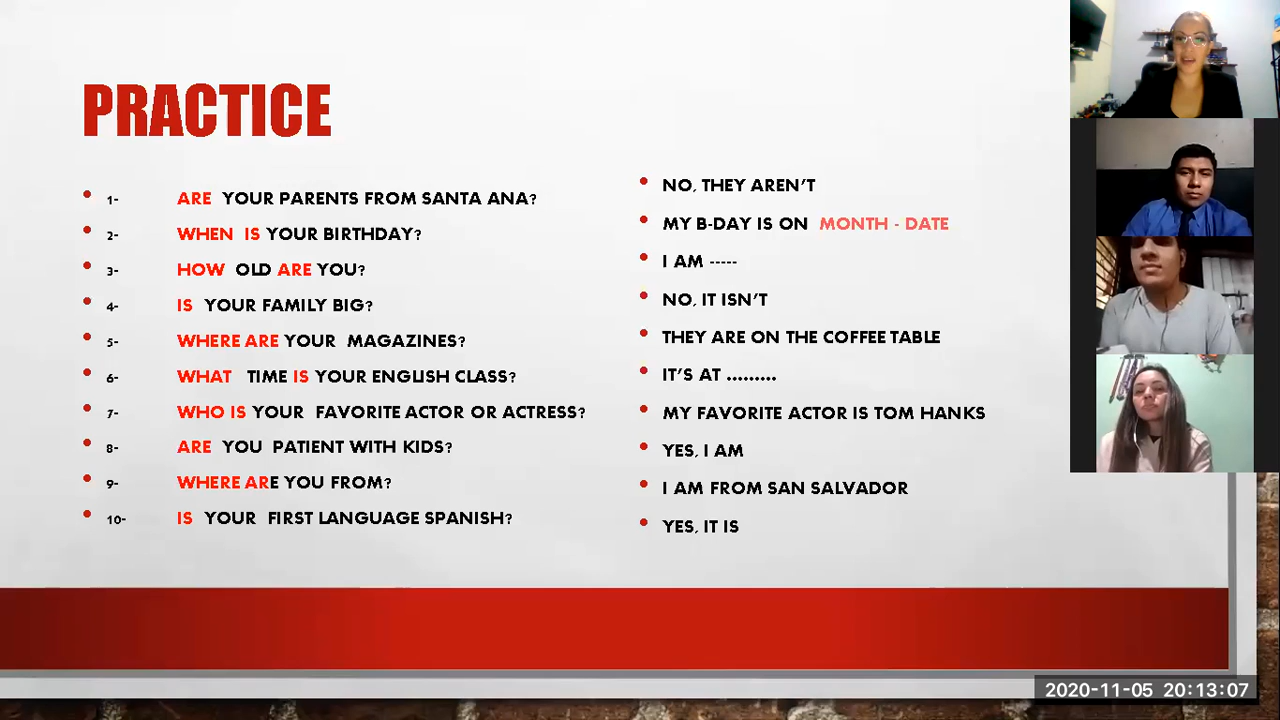 PRACTICE
1- ARE YOUR PARENTS FROM SANTA ANA?
2- WHEN IS YOUR BIRTHDAY?
3- HOW OLD ARE YOU?
4- IS YOUR FAMILY BIG?
5- WHERE ARE YOUR MAGAZINES?
6- WHAT TIME IS YOUR ENGLISH CLASS?
7- WHO IS YOUR FAVORITE ACTOR OR ACTRESS?
8- ARE YOU PATIENT WITH KIDS?
9- WHERE ARE YOU FROM?
10- IS YOUR FIRST LANGUAGE SPANISH?
NO, THEY AREN'T
MY B-DAY IS ON MONTH - DATE
I AM -----
NO, IT ISN'T
THEY ARE ON THE COFFEE TABLE
IT'S AT .........
MY FAVORITE ACTOR IS TOM HANKS
YES, I AM
I AM FROM SAN SALVADOR
YES, IT IS
2020-11-05 20:13:07